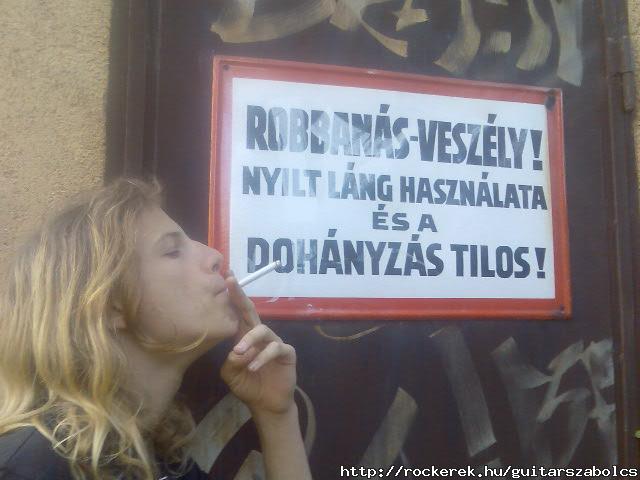 ROBBANÁS-VESZÉLY!
NYILT LÁNG HASZNÁLATA
ÉS A
DOHÁNYZÁS TILOS!
http://rockerek.hu/guitarszabolcs